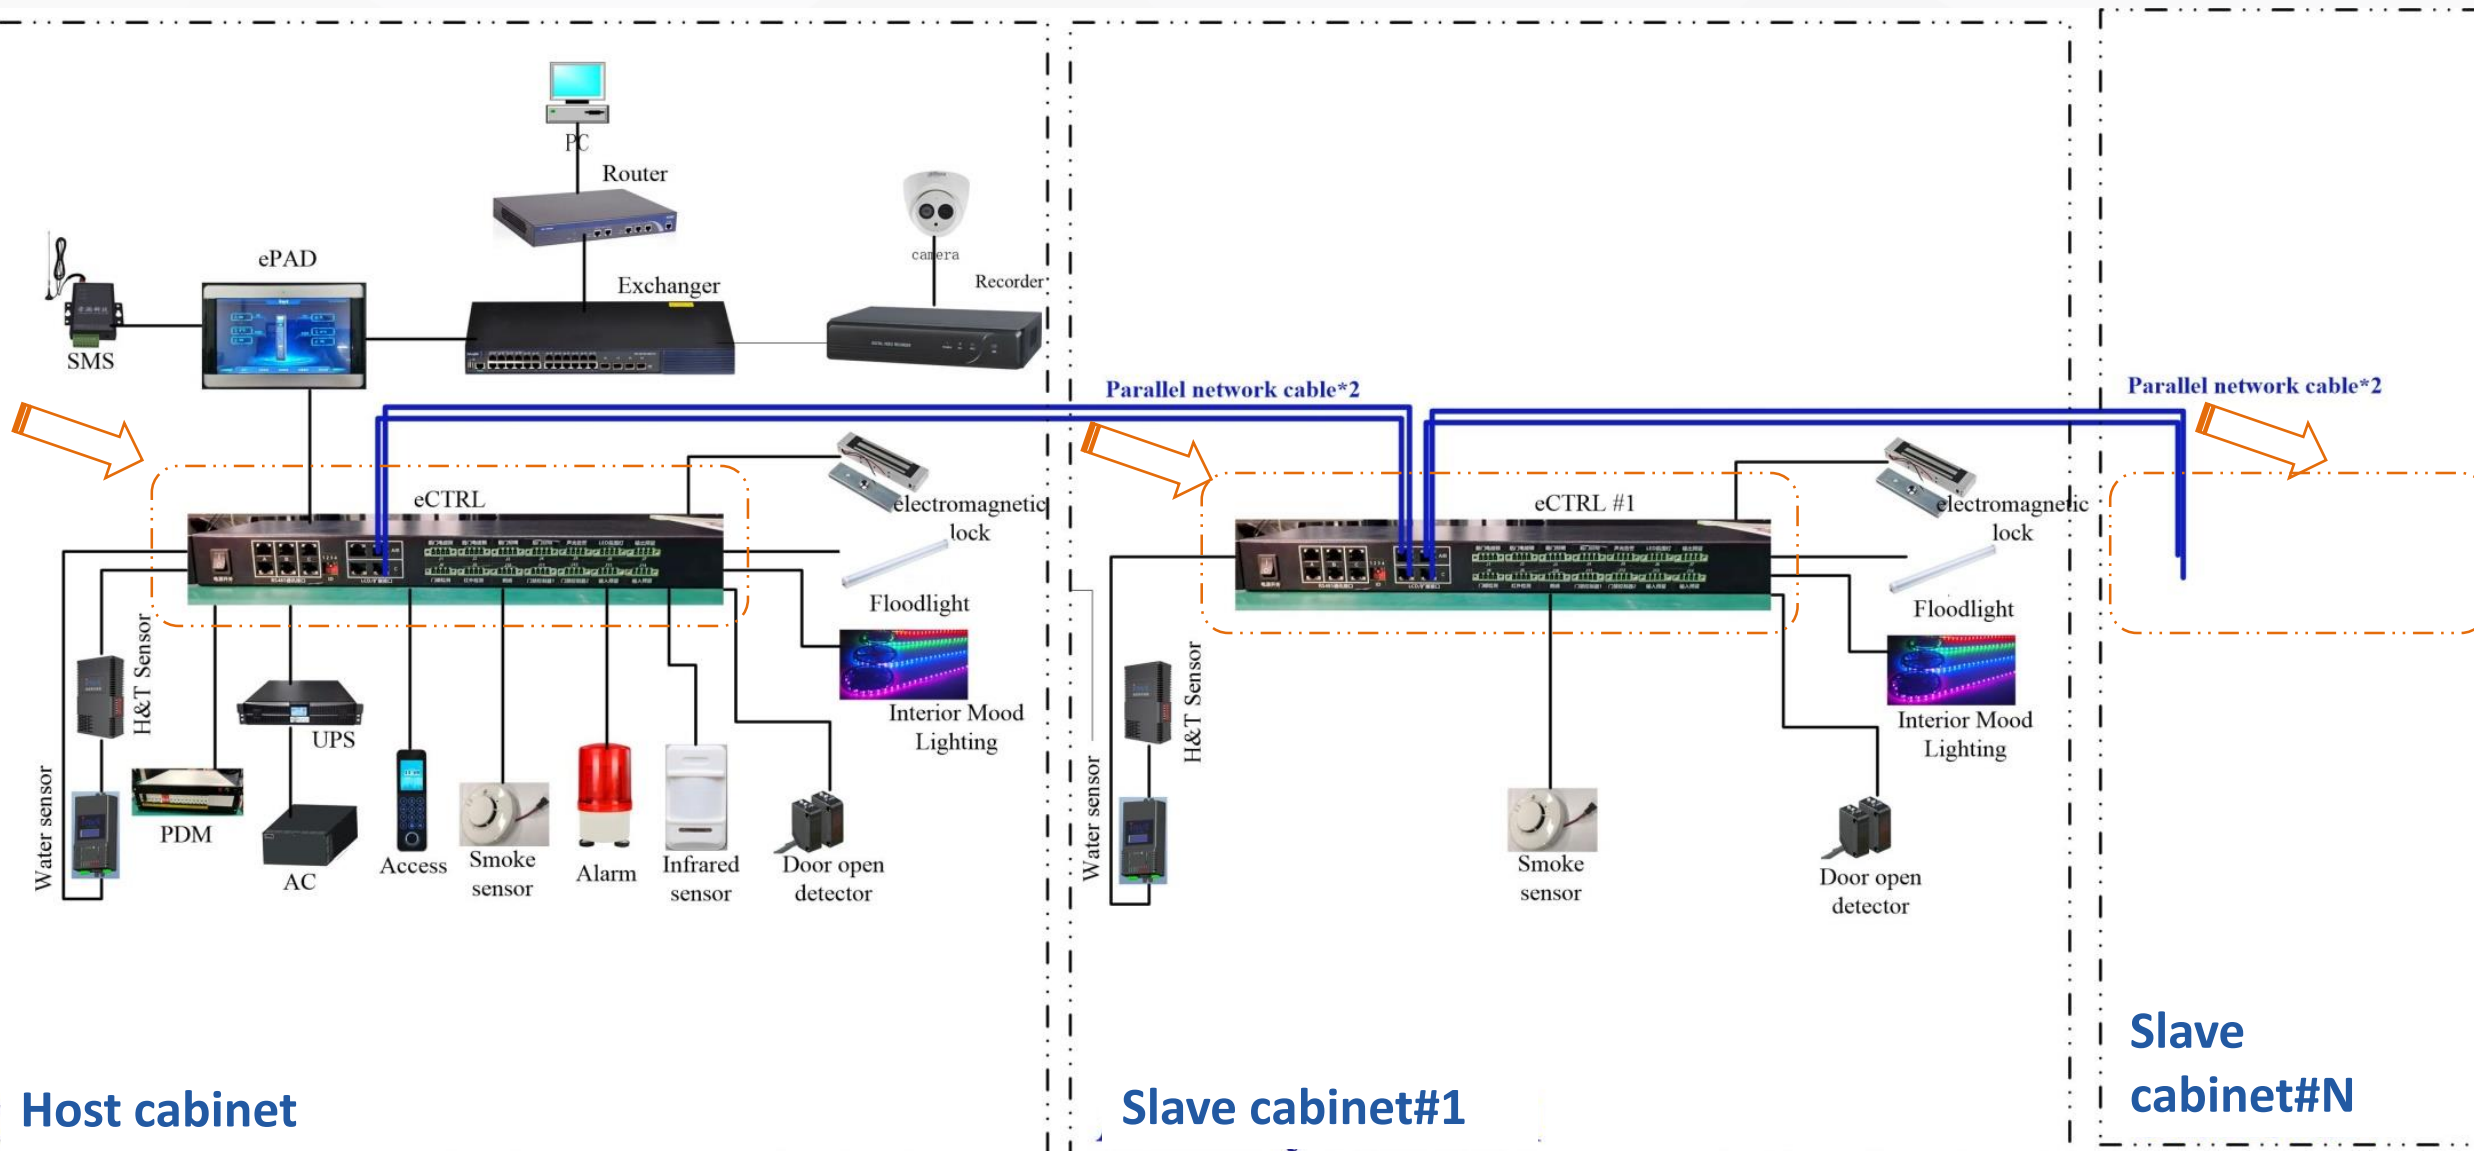 PC
Router
camera
ePAD
Exchanger
Recorder
SMS
Parallel network cable*2
eCTRL
electromagnetic
lock
Floodlight
H&T Sensor
Interior Mood
Lighting
UPS
Water sensor
PDM
AC
Access
Smoke
sensor
Alarm
Infrared
sensor
Door open
detector
Host cabinet
eCTRL #1
electromagnetic
lock
Floodlight
H&T Sensor
Interior Mood
Lighting
Water sensor
Smoke
sensor
Door open
detector
Slave cabinet#1
Parallel network cable*2
Slave
cabinet#N